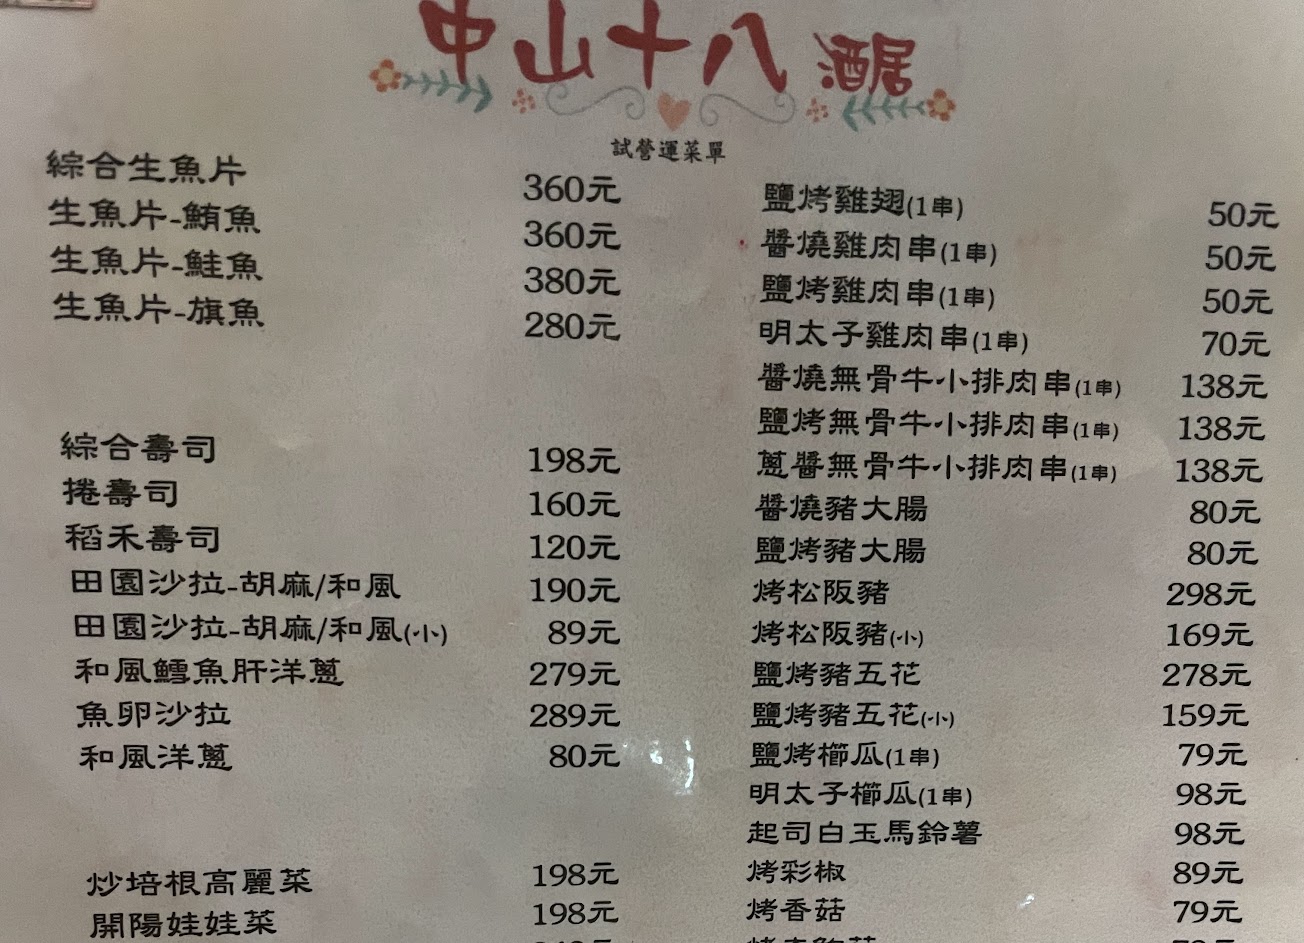 中山十八 酒居
試營運菜單
綜合生魚片 360元
生魚片-鮪魚 360元
生魚片-鮭魚 380元
生魚片-旗魚 280元
綜合壽司 198元
捲壽司 160元
稻禾壽司 120元
田園沙拉-胡麻/和風 190元
田園沙拉-胡麻/和風(小) 89元
和風鱈魚肝洋蔥 279元
魚卵沙拉 289元
和風洋蔥 80元
炒培根高麗菜 198元
開陽娃娃菜 198元
鹽烤雞翅(1串) 50元
醬燒雞肉串(1串) 50元
鹽烤雞肉串(1串) 50元
明太子雞肉串(1串) 70元
醬燒無骨牛小排肉串(1串) 138元
鹽烤無骨牛小排肉串(1串) 138元
蔥醬無骨牛小排肉串(1串) 138元
醬燒豬大腸 80元
鹽烤豬大腸 80元
烤松阪豬 298元
烤松阪豬(小) 169元
鹽烤豬五花 278元
鹽烤豬五花(小) 159元
鹽烤櫛瓜(1串) 79元
明太子櫛瓜(1串) 98元
起司白玉馬鈴薯 98元
烤彩椒 89元
烤香菇 79元